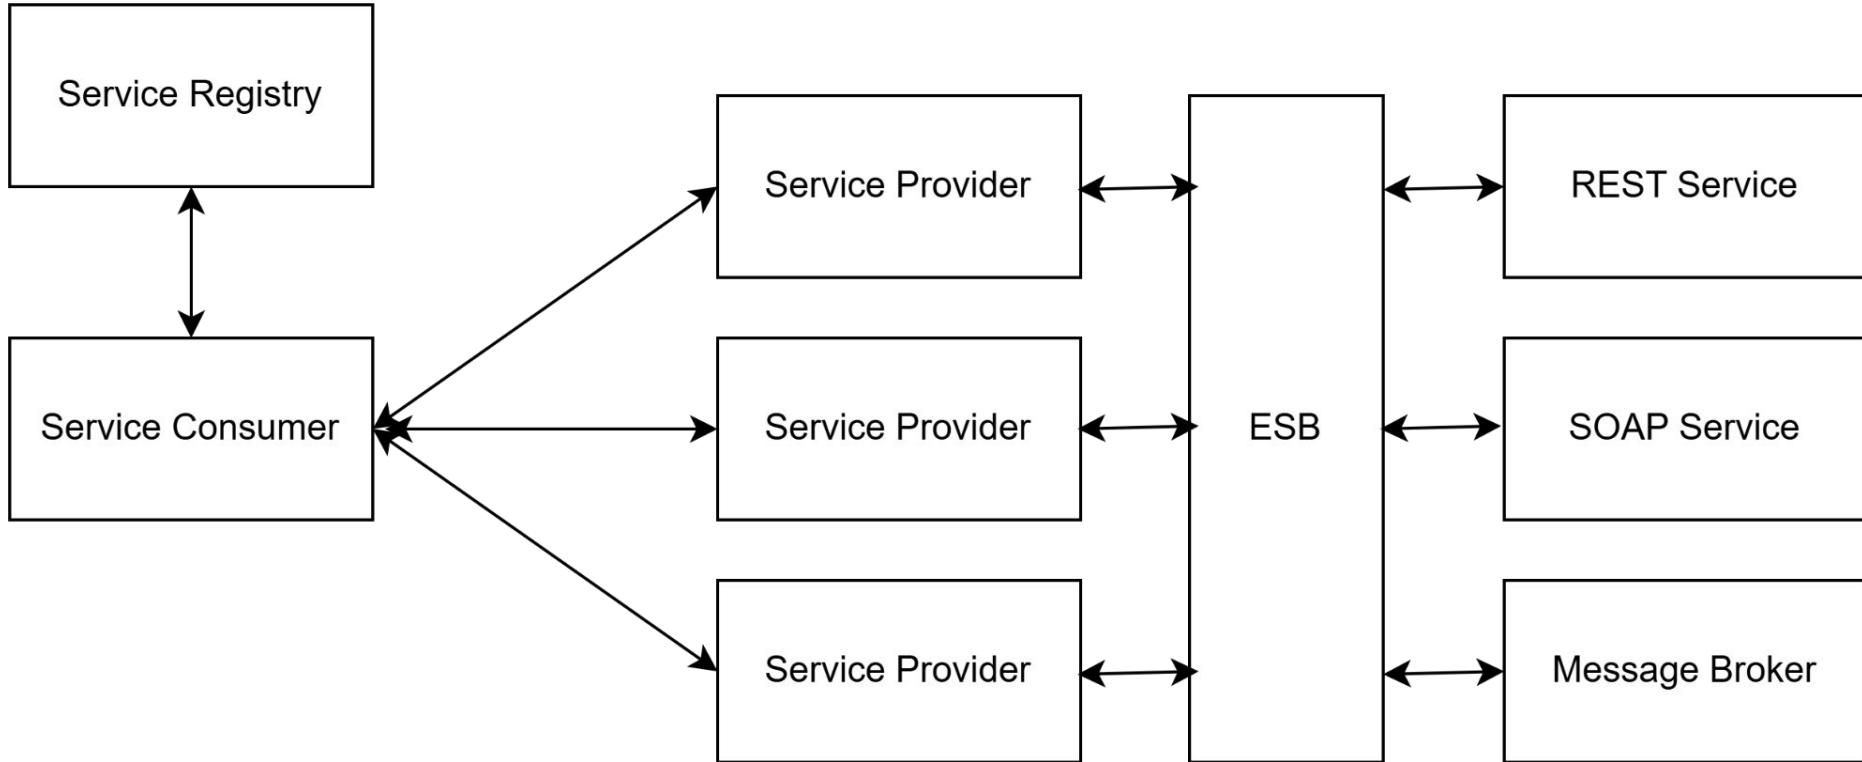 Service Registry
Service Provider
REST Service
Service Consumer
Service Provider
ESB
SOAP Service
Service Provider
Message Broker